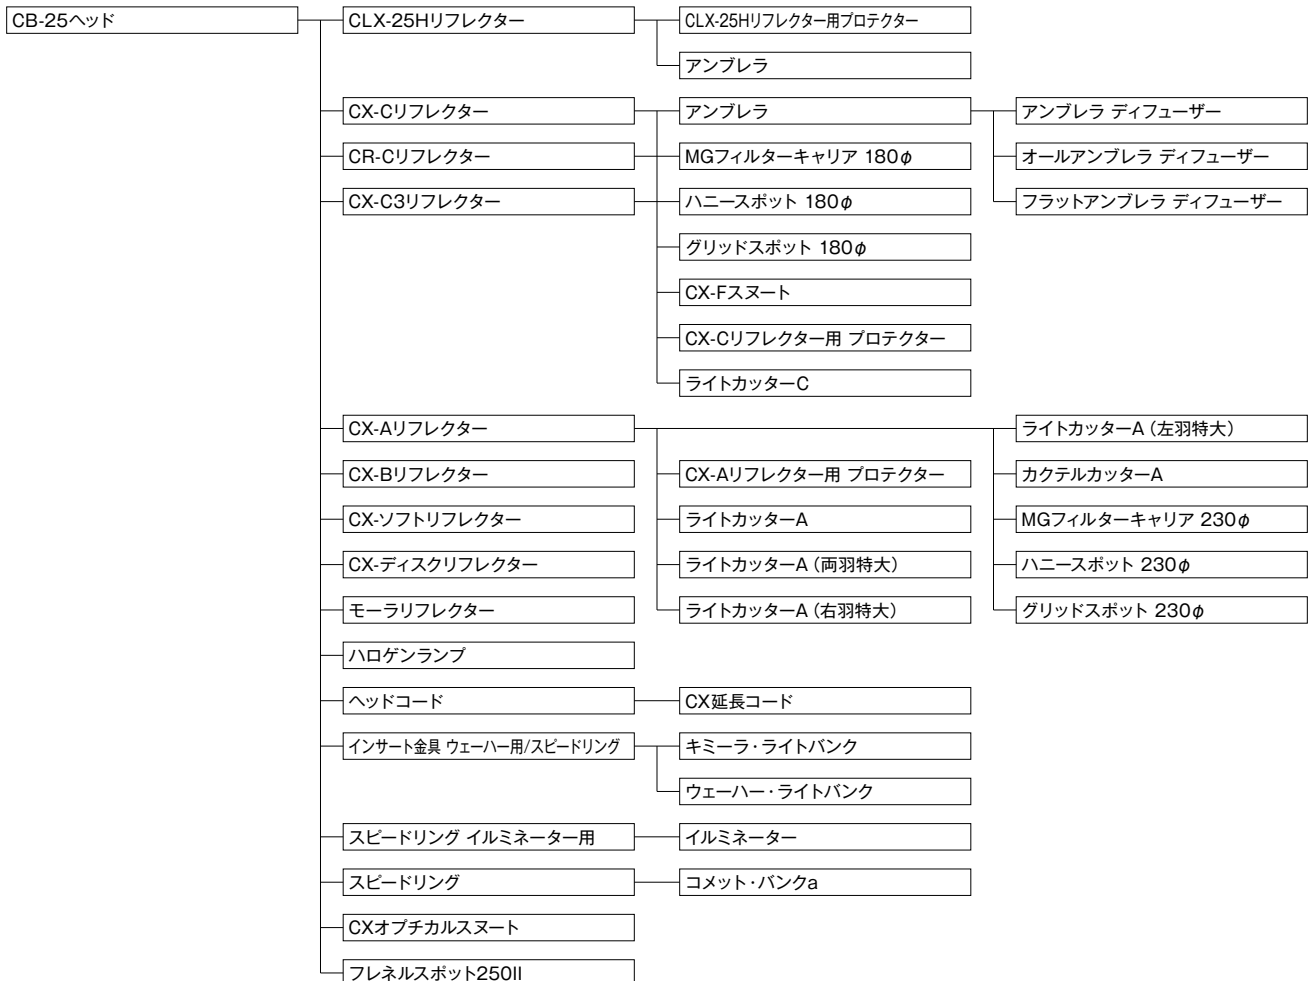 CB-25ヘッド
CLX-25Hリフレクター
CLX-25Hリフレクター用プロテクター
アンブレラ
CX-Cリフレクター
アンブレラ
アンブレラ ディフューザー
CR-Cリフレクター
MGフィルターキャリア 180φ
オールアンブレラ ディフューザー
CX-C3リフレクター
ハニースポット 180φ
フラットアンブレラ ディフューザー
グリッドスポット 180φ
CX-Fスヌート
CX-Cリフレクター用 プロテクター
ライトカッターC
CX-Aリフレクター
ライトカッターA（左羽特大）
CX-Bリフレクター
CX-Aリフレクター用 プロテクター
カクテルカッターA
CX-ソフトリフレクター
ライトカッターA
MGフィルターキャリア 230φ
CX-ディスクリフレクター
ライトカッターA（両羽特大）
ハニースポット 230φ
モーラリフレクター
ライトカッターA（右羽特大）
グリッドスポット 230φ
ハロゲンランプ
ヘッドコード
CX延長コード
インサート金具 ウェーハー用/スピードリング
キミーラ・ライトバンク
ウェーハー・ライトバンク
スピードリング イルミネーター用
イルミネーター
スピードリング
コメット・バンクa
CXオプチカルスヌート
フレネルスポット250II